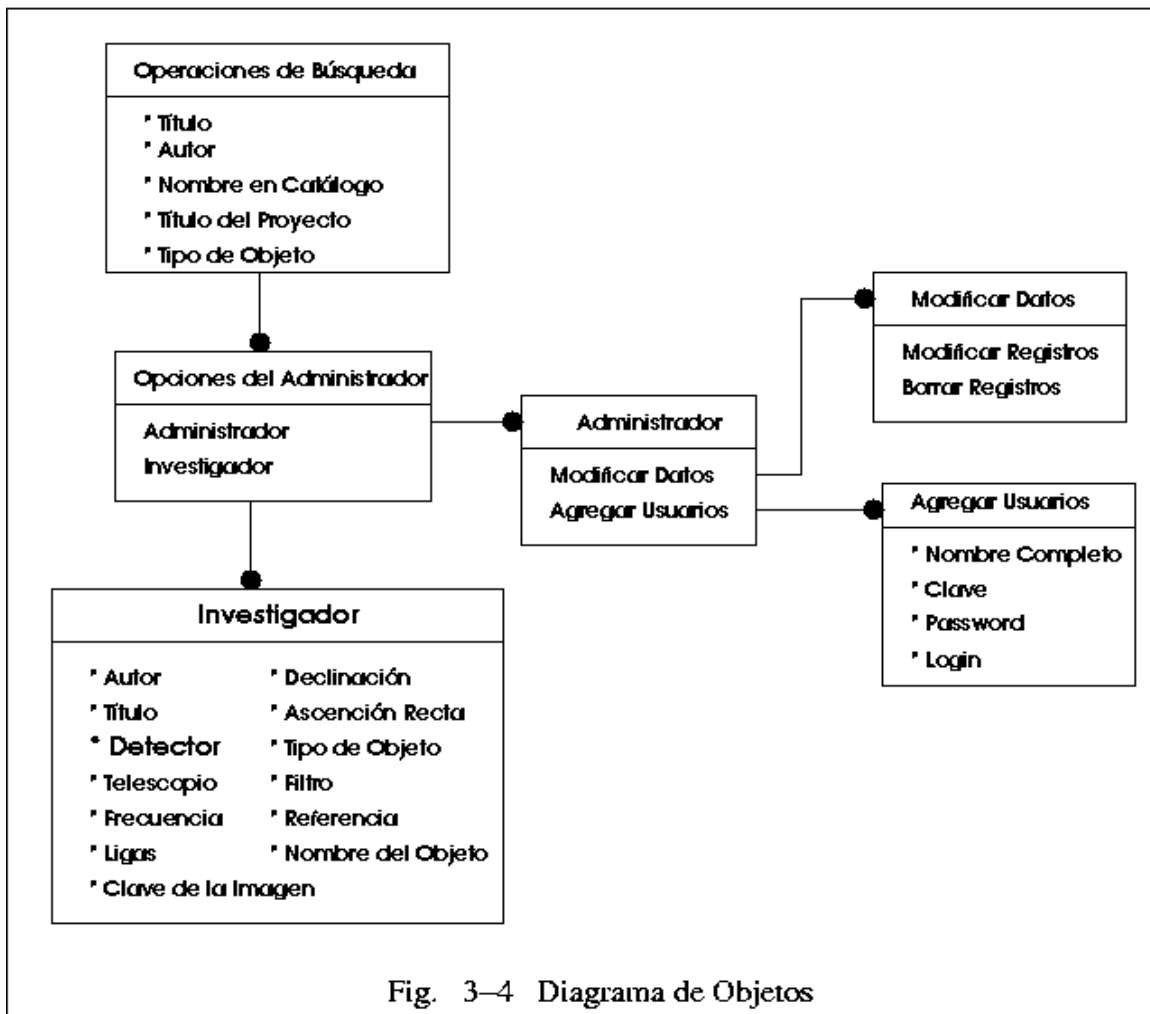 Operaciones de Búsqueda
* Título
* Autor
* Nombre en Catálogo
* Título del Proyecto
* Tipo de Objeto
Opciones del Administrador
Administrador
Investigador
Administrador
Modificar Datos
Agregar Usuarios
Modificar Datos
Modificar Registros
Borrar Registros
Agregar Usuarios
* Nombre Completo
* Clave
* Password
* Login
Investigador
* Autor
* Título
* Detector
* Telescopio
* Frecuencia
* Ligas
* Clave de la Imagen
* Declinación
* Ascención Recta
* Tipo de Objeto
* Filtro
* Referencia
* Nombre del Objeto
Fig. 3–4 Diagrama de Objetos